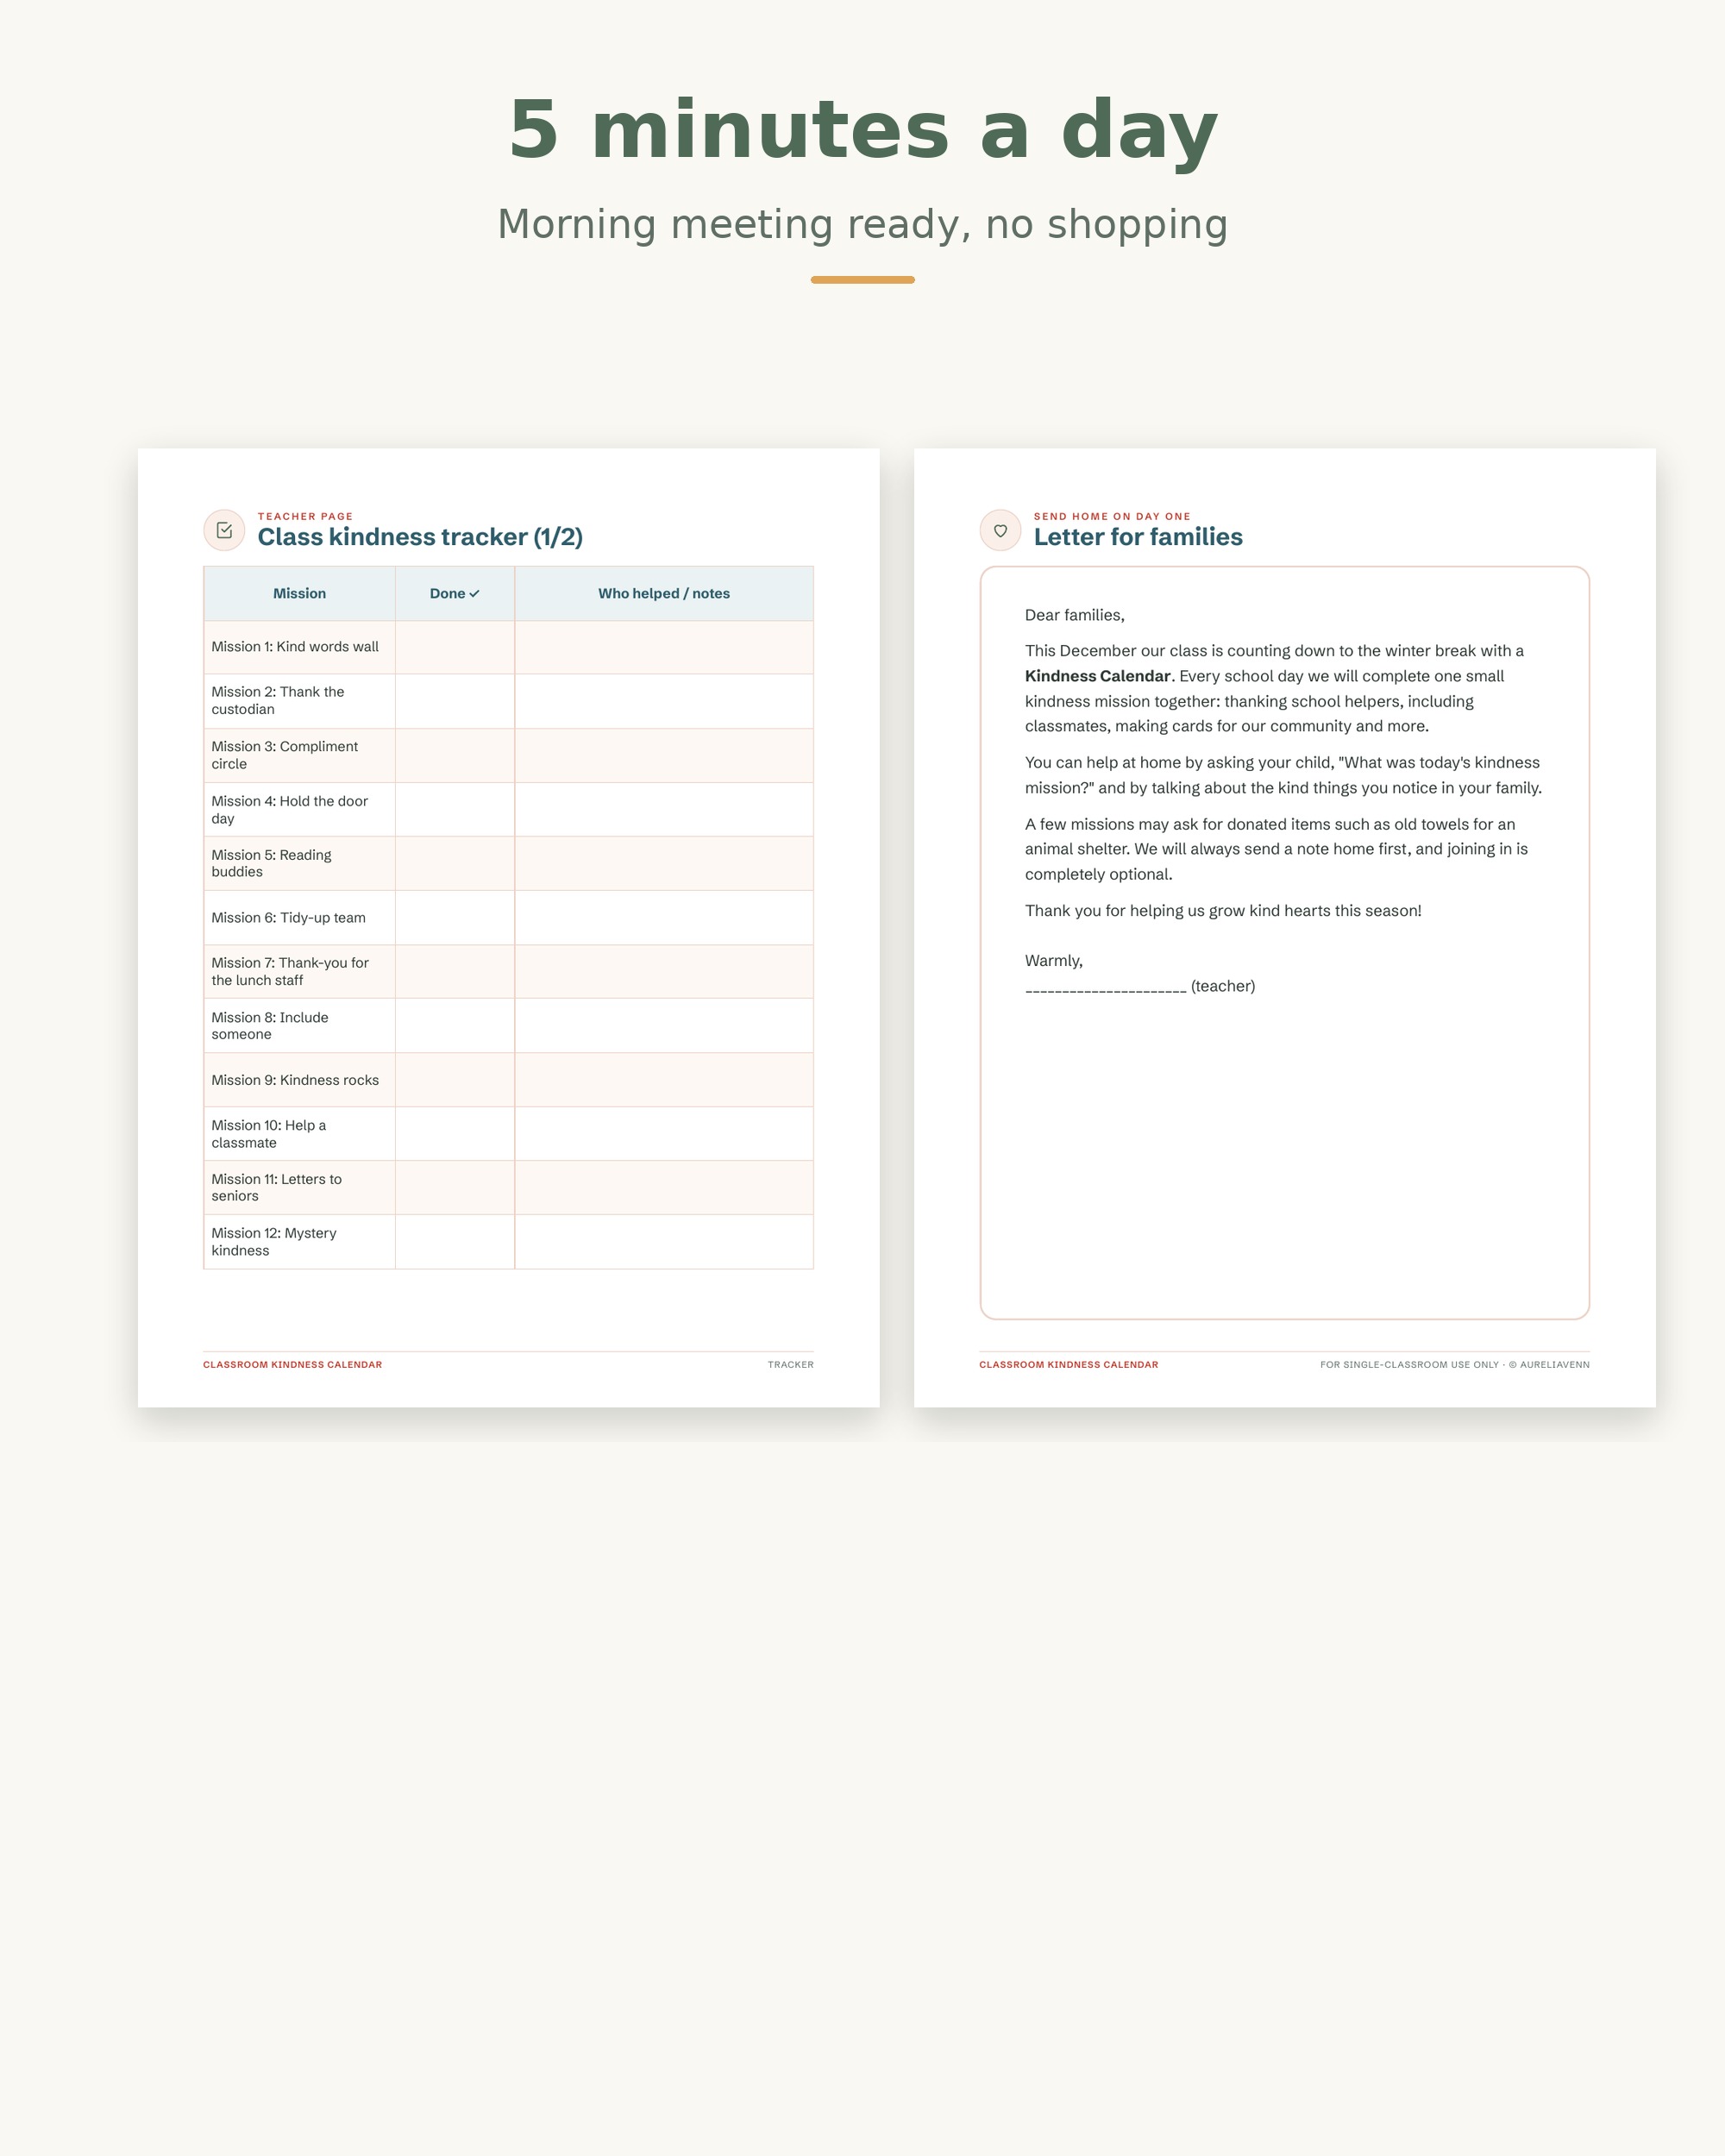 5 minutes a day
Morning meeting ready, no shopping
TEACHER PAGE
Class kindness tracker (1/2)
Mission
Done ✓
Who helped / notes
Mission 1: Kind words wall
Mission 2: Thank the
custodian
Mission 3: Compliment
circle
Mission 4: Hold the door
day
Mission 5: Reading
buddies
Mission 6: Tidy-up team
Mission 7: Thank-you for
the lunch staff
Mission 8: Include
someone
Mission 9: Kindness rocks
Mission 10: Help a
classmate
Mission 11: Letters to
seniors
Mission 12: Mystery
kindness
CLASSROOM KINDNESS CALENDAR
TRACKER
SEND HOME ON DAY ONE
Letter for families
Dear families,
This December our class is counting down to the winter break with a
Kindness Calendar. Every school day we will complete one small
kindness mission together: thanking school helpers, including
classmates, making cards for our community and more.
You can help at home by asking your child, "What was today's kindness
mission?" and by talking about the kind things you notice in your family.
A few missions may ask for donated items such as old towels for an
animal shelter. We will always send a note home first, and joining in is
completely optional.
Thank you for helping us grow kind hearts this season!
Warmly,
______________________ (teacher)
CLASSROOM KINDNESS CALENDAR
FOR SINGLE-CLASSROOM USE ONLY · © AURELIAVENN